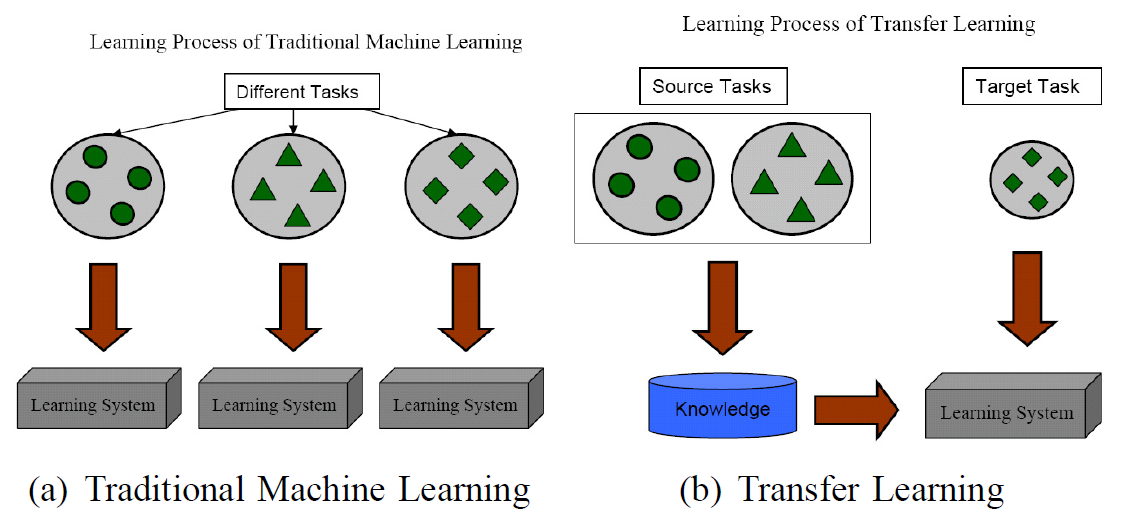 Learning Process of Traditional Machine Learning
Different Tasks
Learning System
Learning System
Learning System
(a) Traditional Machine Learning
Learning Process of Transfer Learning
Source Tasks
Target Task
Knowledge
Learning System
(b) Transfer Learning